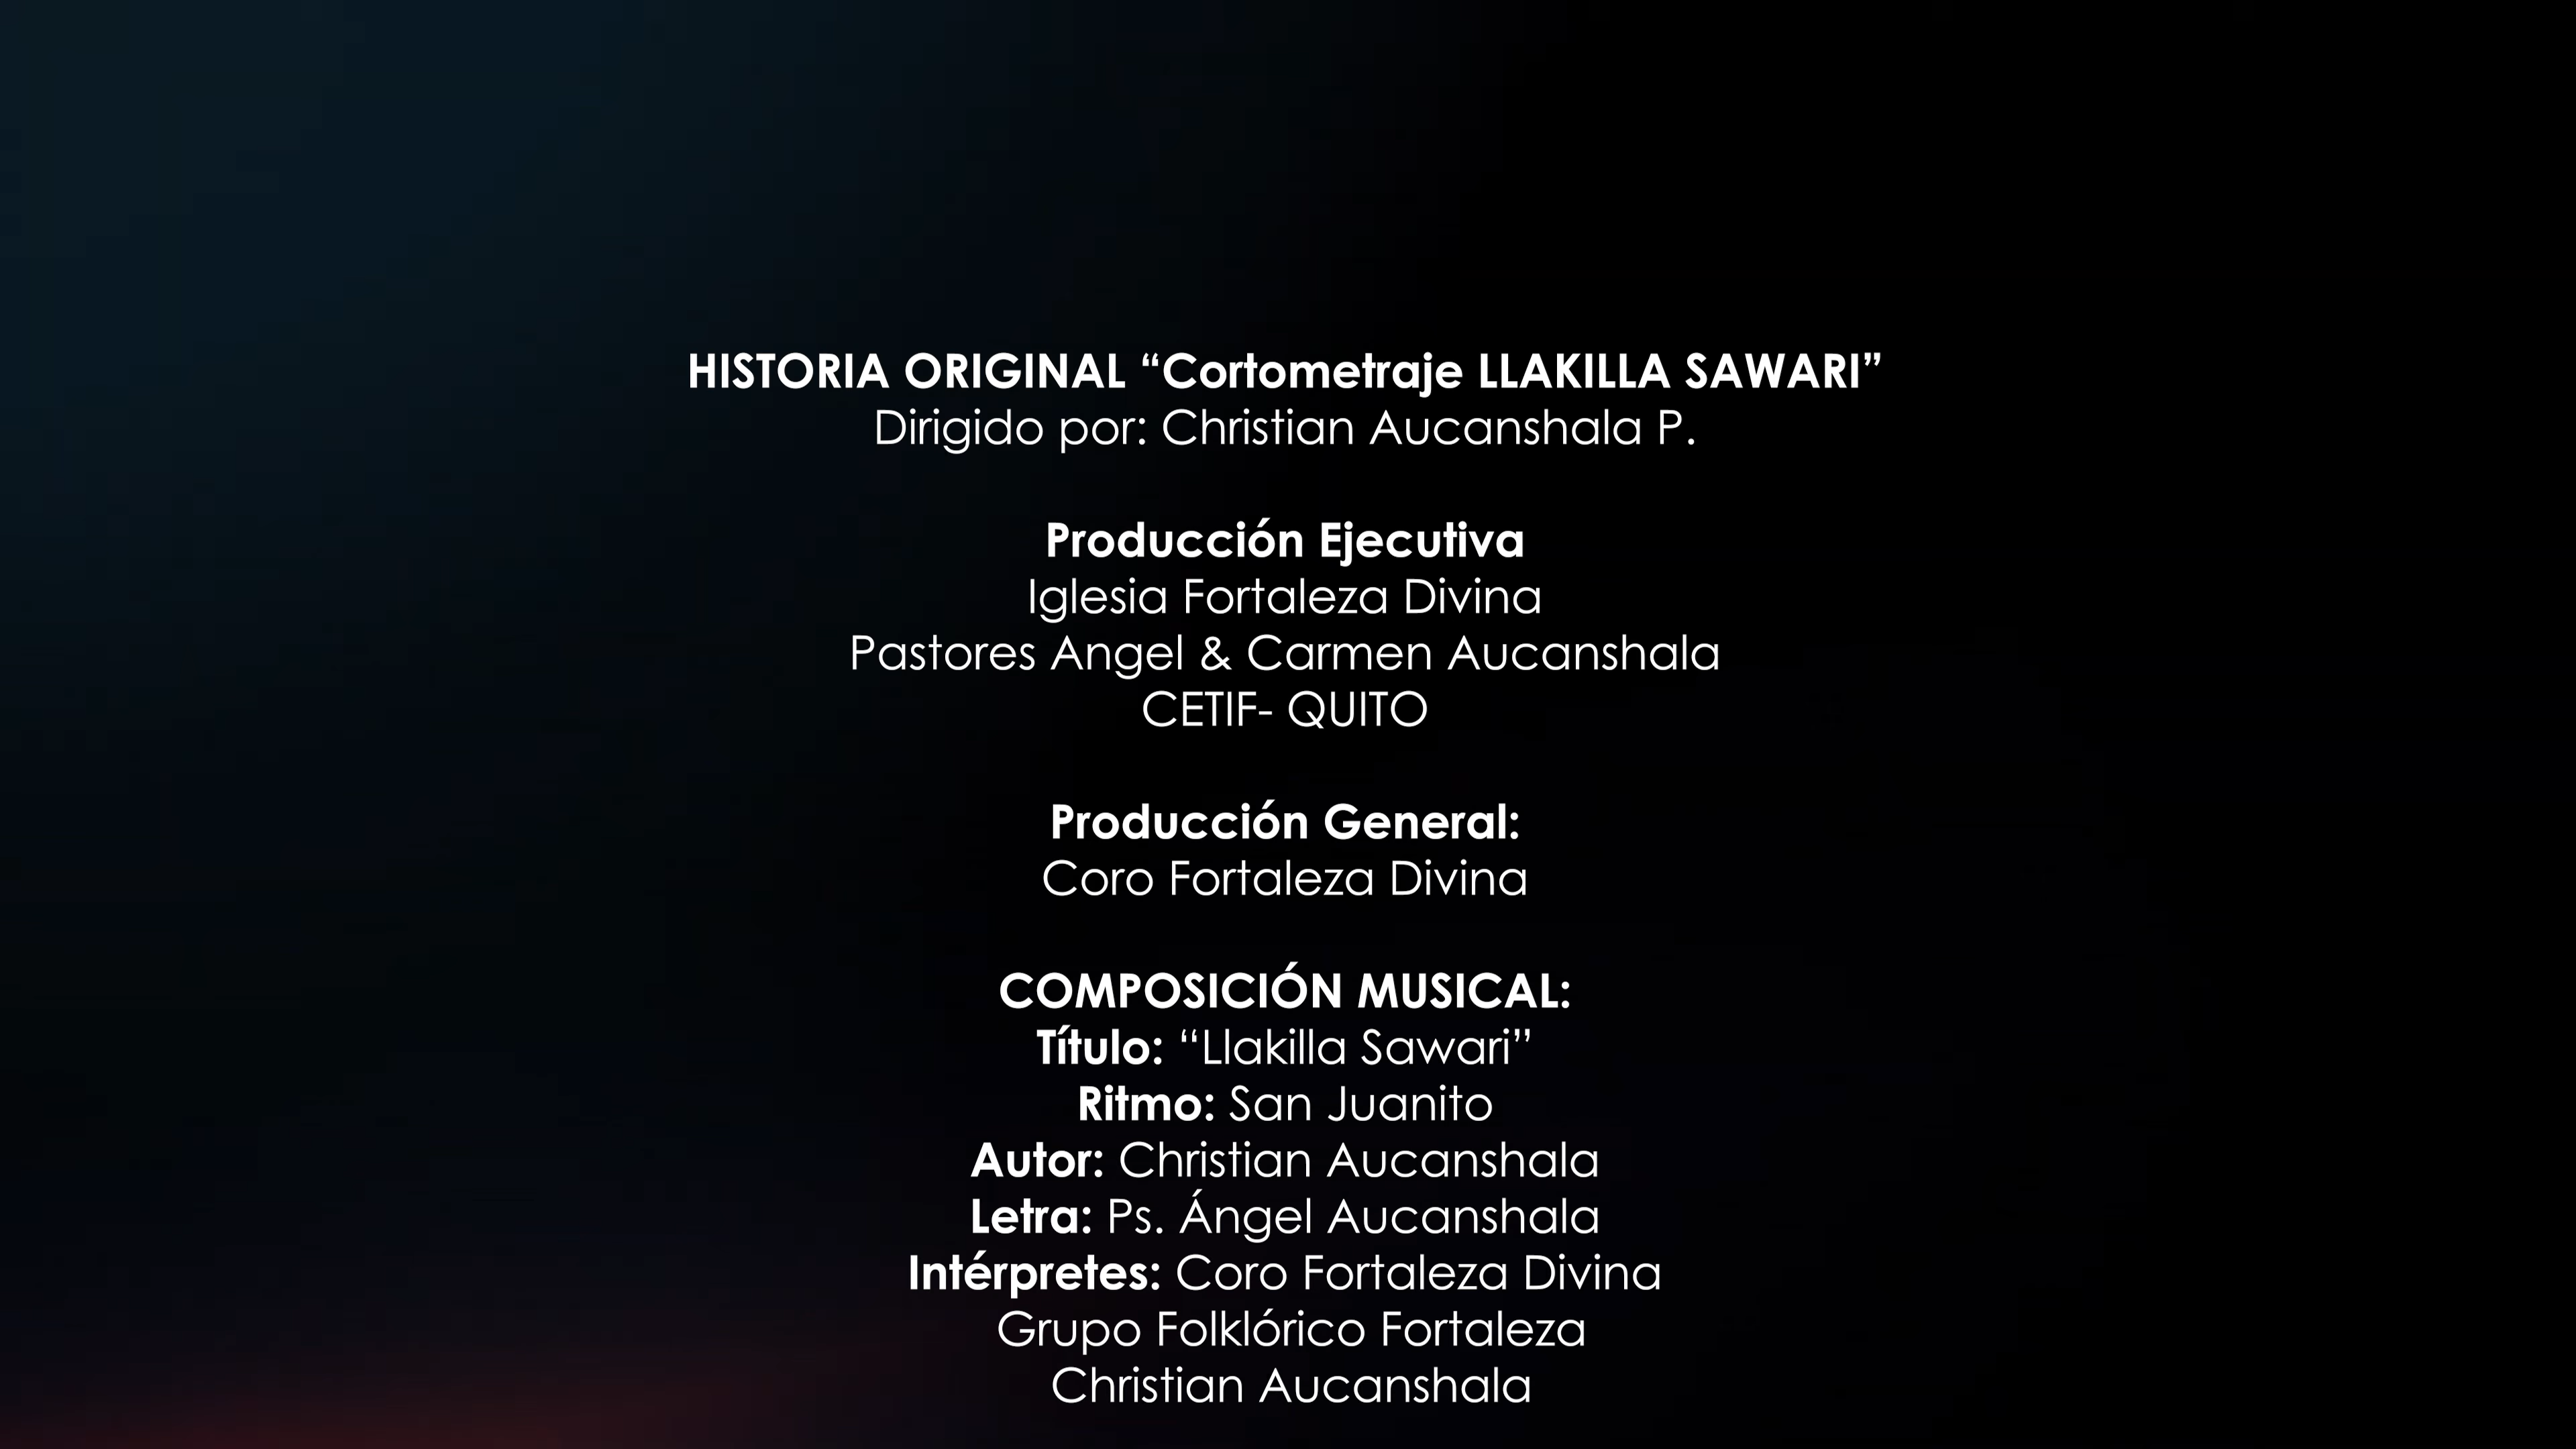 HISTORIA ORIGINAL “Cortometraje LLAKILLA SAWARI”
Dirigido por: Christian Aucanshala P.
Producción Ejecutiva
Iglesia Fortaleza Divina
Pastores Angel & Carmen Aucanshala
CETIF- QUITO
Producción General:
Coro Fortaleza Divina
COMPOSICIÓN MUSICAL:
Título: “Llakilla Sawari”
Ritmo: San Juanito
Autor: Christian Aucanshala
Letra: Ps. Ángel Aucanshala
Intérpretes: Coro Fortaleza Divina
Grupo Folklórico Fortaleza
Christian Aucanshala